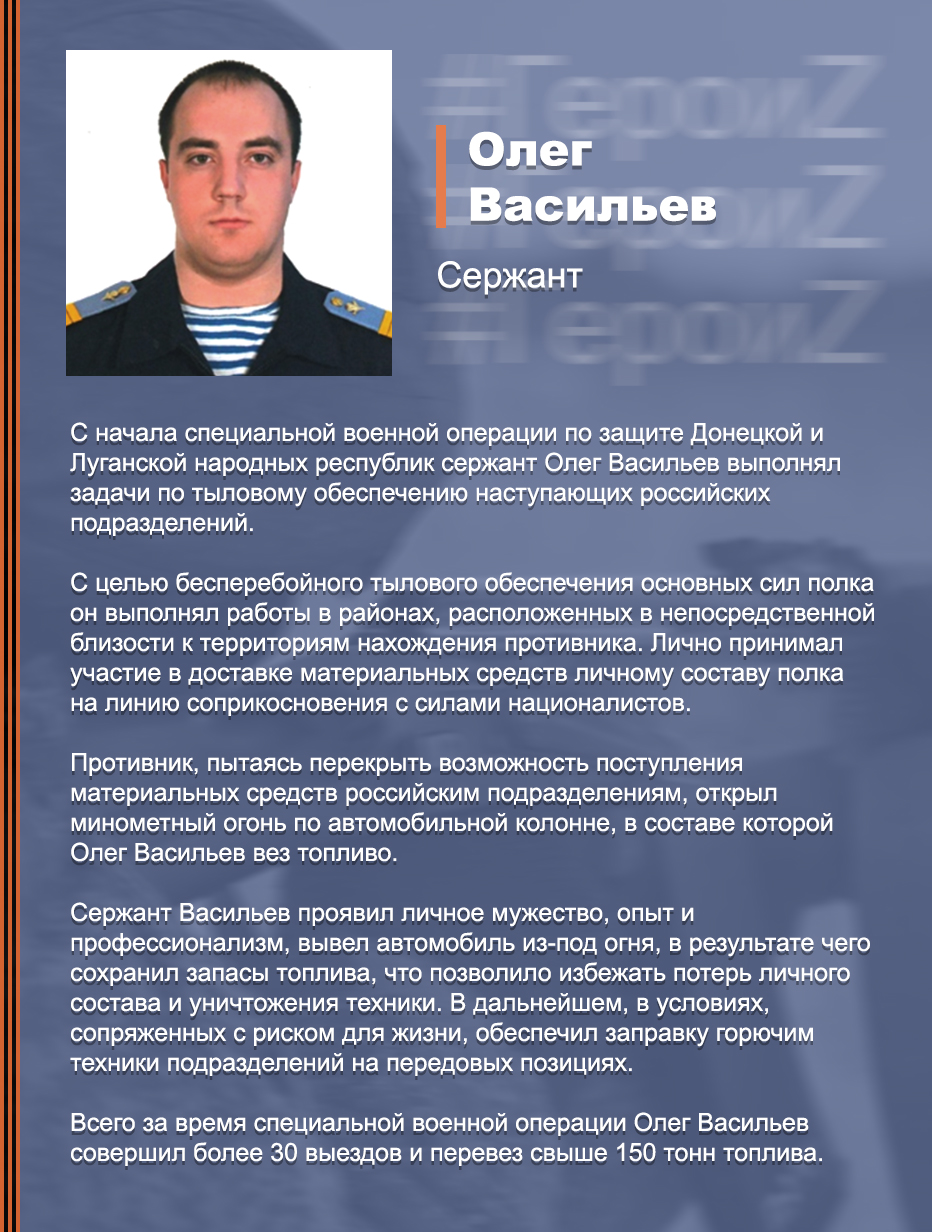 #ГероиZ
#ГероиZ
#ГероиZ
Олег
Васильев
Сержант
С начала специальной военной операции по защите Донецкой и
Луганской народных республик сержант Олег Васильев выполнял
задачи по тыловому обеспечению наступающих российских
подразделений.
С целью бесперебойного тылового обеспечения основных сил полка
он выполнял работы в районах, расположенных в непосредственной
близости к территориям нахождения противника. Лично принимал
участие в доставке материальных средств личному составу полка
на линию соприкосновения с силами националистов.
Противник, пытаясь перекрыть возможность поступления
материальных средств российским подразделениям, открыл
минометный огонь по автомобильной колонне, в составе которой
Олег Васильев вез топливо.
Сержант Васильев проявил личное мужество, опыт и
профессионализм, вывел автомобиль из-под огня, в результате чего
сохранил запасы топлива, что позволило избежать потерь личного
состава и уничтожения техники. В дальнейшем, в условиях,
сопряженных с риском для жизни, обеспечил заправку горючим
техники подразделений на передовых позициях.
Всего за время специальной военной операции Олег Васильев
совершил более 30 выездов и перевез свыше 150 тонн топлива.